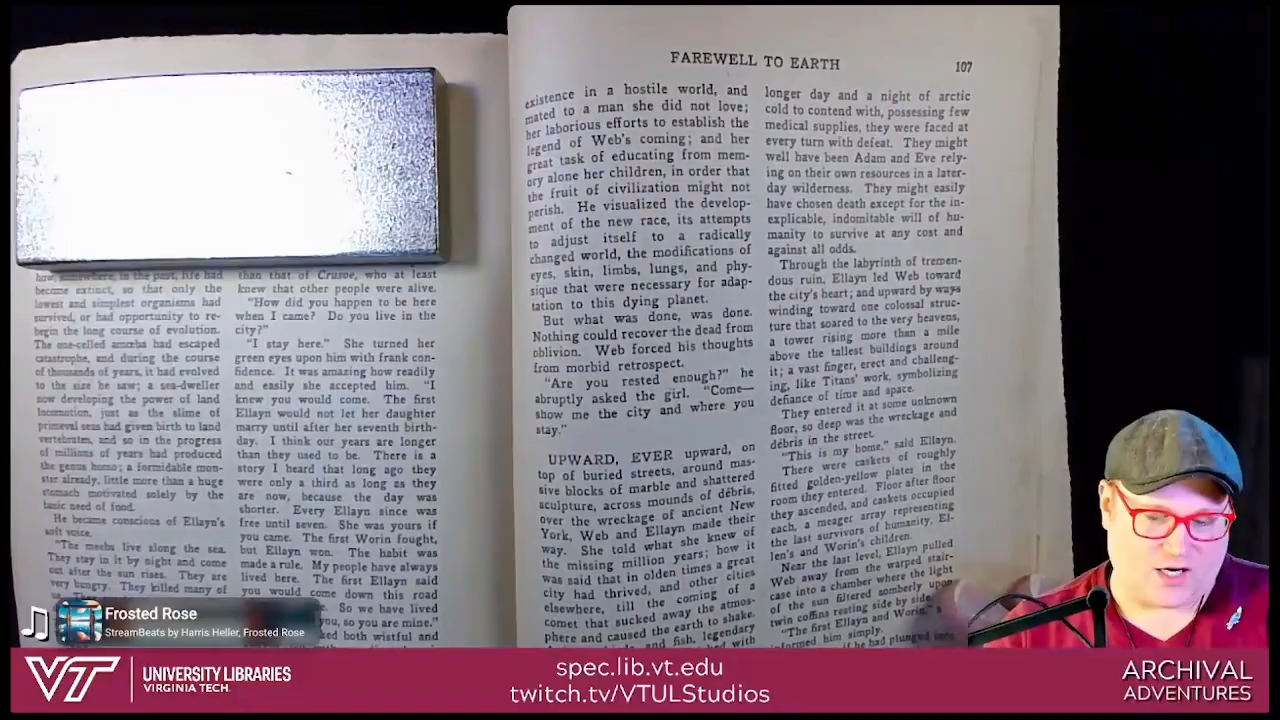 how, somewhere, in the past, life had
become extinct, so that only the
lowest and simplest organisms had
survived, or had opportunity to re-
begin the long course of evolution.
The one-celled amœba had escaped
catastrophe, and during the course
of thousands of years, it had evolved
to the size he saw; a sea-dweller
now developing the power of land
locomotion, just as the slime of
primeval seas had given birth to land
vertebrates, and so in the progress
of millions of years had produced
the genus homo; a formidable mon-
ster already, little more than a huge
stomach motivated solely by the
basic need of food.
He became conscious of Ellayn's
soft voice.
"The meebs live along the sea.
They stay in it by night and come
out after the sun rises. They are
very hungry. They killed many of
than that of Crusoe, who at least
knew that other people were alive.
"How did you happen to be here
when I came? Do you live in the
city?"
"I stay here." She turned her
green eyes upon him with frank con-
fidence. It was amazing how readily
and easily she accepted him. "I
knew you would come. The first
Ellayn would not let her daughter
marry until after her seventh birth-
day. I think our years are longer
than they used to be. There is a
story I heard that long ago they
were only a third as long as they
are now, because the day was
shorter. Every Ellayn since was
free until seven. She was yours if
you came. The first Worin fought,
but Ellayn won. The habit was
made a rule. My people have always
lived here. The first Ellayn said
you would come down this road
So we have lived
you, so you are mine."
ked both wistful and
FAREWELL TO EARTH 107
existence in a hostile world, and
mated to a man she did not love;
her laborious efforts to establish the
legend of Web's coming; and her
great task of educating from mem-
ory alone her children, in order that
the fruit of civilization might not
perish. He visualized the develop-
ment of the new race, its attempts
to adjust itself to a radically
changed world, the modifications of
eyes, skin, limbs, lungs, and phy-
sique that were necessary for adap-
tation to this dying planet.
But what was done, was done.
Nothing could recover the dead from
oblivion. Web forced his thoughts
from morbid retrospect.
"Are you rested enough?" he
abruptly asked the girl. "Come—
show me the city and where you
stay."
UPWARD, EVER upward, on
top of buried streets, around mas-
sive blocks of marble and shattered
sculpture, across mounds of débris,
over the wreckage of ancient New
York, Web and Ellayn made their
way. She told what she knew of
the missing million years; how it
was said that in olden times a great
city had thrived, and other cities
elsewhere, till the coming of a
comet that sucked away the atmos-
phere and caused the earth to shake.
and fish, legendary
longer day and a night of arctic
cold to contend with, possessing few
medical supplies, they were faced at
every turn with defeat. They might
well have been Adam and Eve rely-
ing on their own resources in a later-
day wilderness. They might easily
have chosen death except for the in-
explicable, indomitable will of hu-
manity to survive at any cost and
against all odds.
Through the labyrinth of tremen-
dous ruin, Ellayn led Web toward
the city's heart; and upward by ways
winding toward one colossal struc-
ture that soared to the very heavens,
a tower rising more than a mile
above the tallest buildings around
it; a vast finger, erect and challeng-
ing, like Titans' work, symbolizing
defiance of time and space.
They entered it at some unknown
floor, so deep was the wreckage and
débris in the street.
"This is my home," said Ellayn.
There were caskets of roughly
fitted golden-yellow plates in the
room they entered. Floor after floor
they ascended, and caskets occupied
each, a meager array representing
the last survivors of humanity, El-
len's and Worin's children.
Near the last level, Ellayn pulled
Web away from the warped stair-
case into a chamber where the light
of the sun filtered somberly upon
twin coffins resting side by side.
"The first Ellayn and Worin," s
informed him simply.
if he had plunged into
Frosted Rose
StreamBeats by Harris Heller, Frosted Rose
VT UNIVERSITY LIBRARIES
VIRGINIA TECH.
spec.lib.vt.edu
twitch.tv/VTULStudios
ARCHIVAL
ADVENTURES